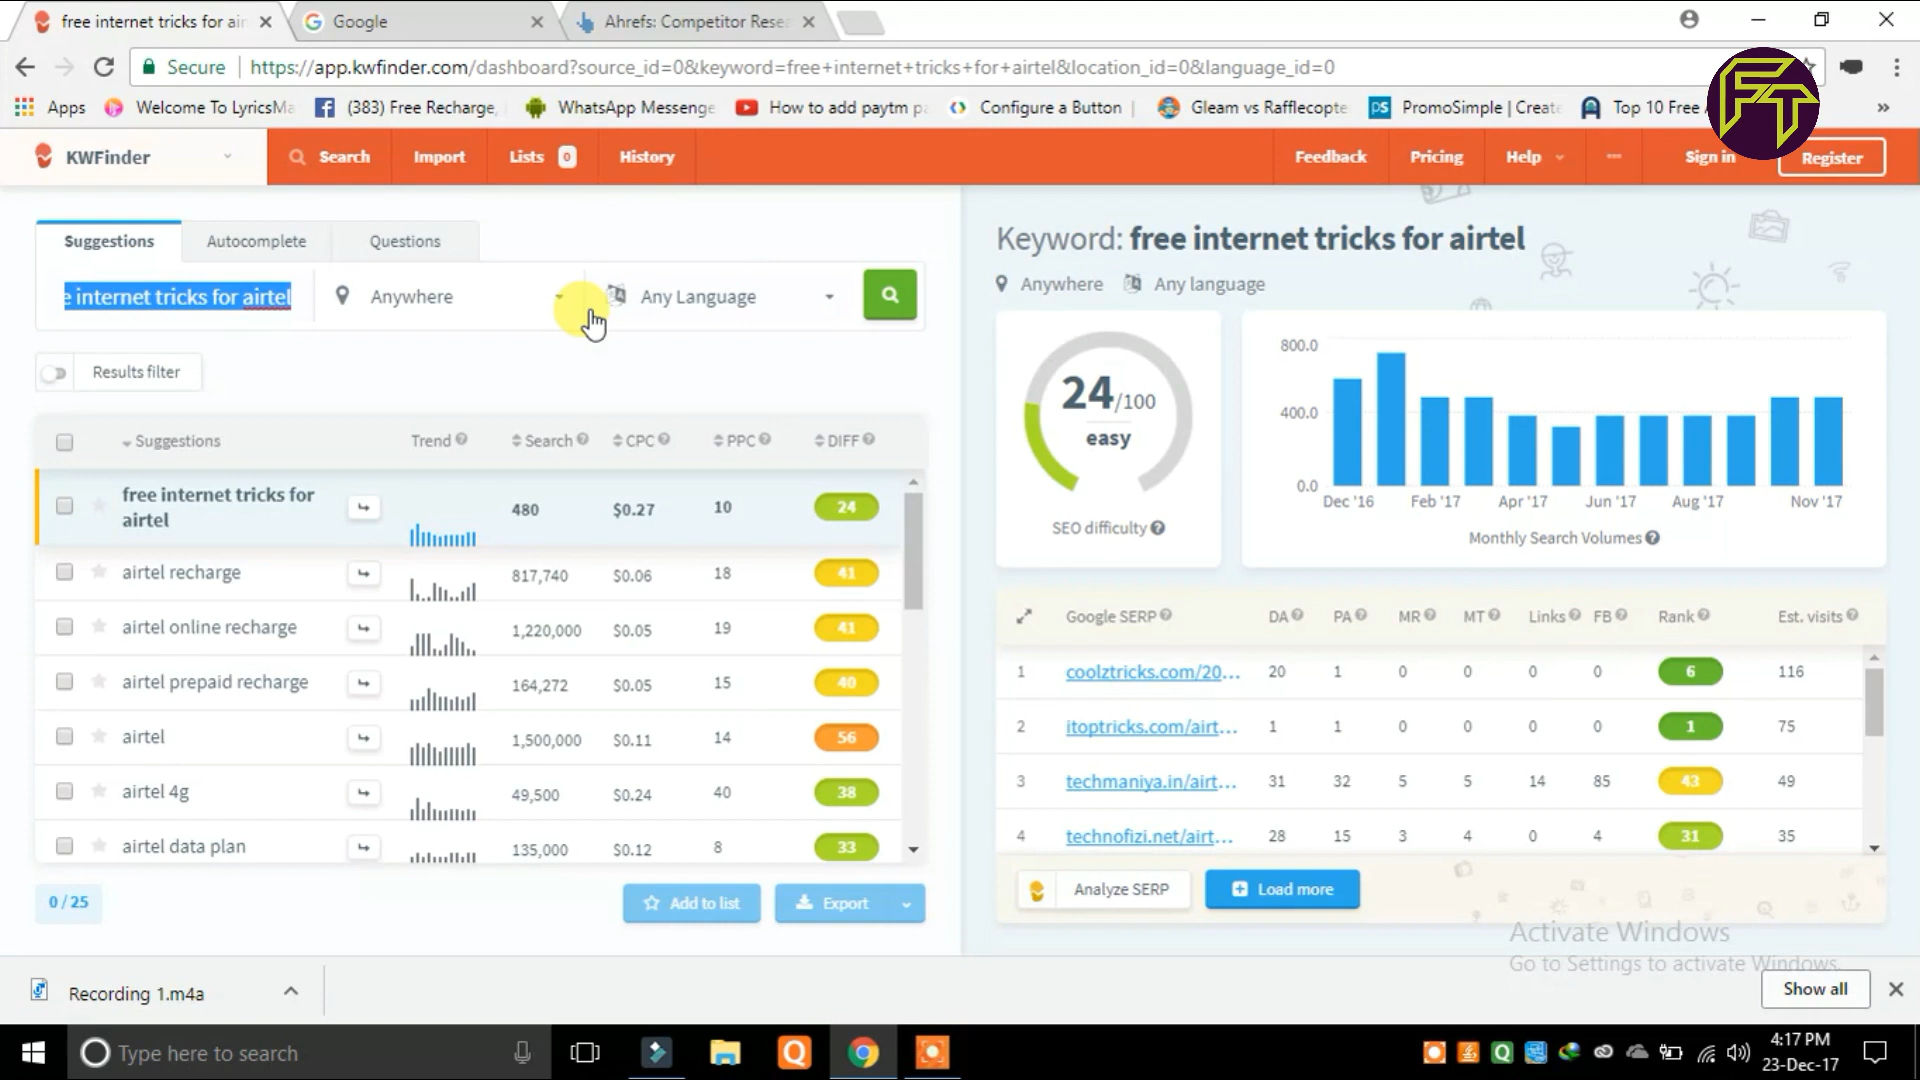 free internet tricks for air
Google
Ahrefs: Competitor Rese
Secure
https://app.kwfinder.com/dashboard?source_id=0&keyword=free+internet+tricks+for+airtel&location_id=0&language_id=0
Apps
Welcome To LyricsMa
(383) Free Recharge,
WhatsApp Messenge
How to add paytm p
Configure a Button
Gleam vs Rafflecopte
PS
PromoSimple | Create
Top 10 Free
»
FT
KWFinder
Search
Import
Lists 0
History
Feedback
Pricing
Help
Sign in
Register
Suggestions
Autocomplete
Questions
e internet tricks for airtel
Anywhere
Any Language
Results filter
Suggestions Trend Search CPC PPC DIFF
free internet tricks for
airtel
480 $0.27 10 24
airtel recharge 817,740 $0.06 18 41
airtel online recharge 1,220,000 $0.05 19 41
airtel prepaid recharge 164,272 $0.05 15 40
airtel 1,500,000 $0.11 14 56
airtel 4g 49,500 $0.24 40 38
airtel data plan 135,000 $0.12 8 33
0 / 25
Add to list
Export
Keyword: free internet tricks for airtel
Anywhere Any language
24/100
easy
SEO difficulty
800.0
400.0
0.0
Dec '16 Feb '17 Apr '17 Jun '17 Aug '17 Nov '17
Monthly Search Volumes
Google SERP DA PA MR MT Links FB Rank Est. visits
1 coolztricks.com/20... 20 1 0 0 0 0 6 116
2 itoptricks.com/airt... 1 1 0 0 0 0 1 75
3 techmaniya.in/airt... 31 32 5 5 14 85 43 49
4 technofizi.net/airt... 28 15 3 4 0 4 31 35
Analyze SERP
Load more
Activate Windows
Go to Settings to activate Windows.
Recording 1.m4a
Show all
Type here to search
4:17 PM
23-Dec-17